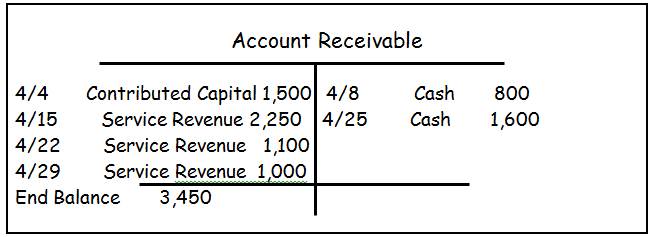 Account Receivable
4/4 Contributed Capital 1,500 4/8 Cash 800
4/15 Service Revenue 2,250 4/25 Cash 1,600
4/22 Service Revenue 1,100
4/29 Service Revenue 1,000
End Balance 3,450